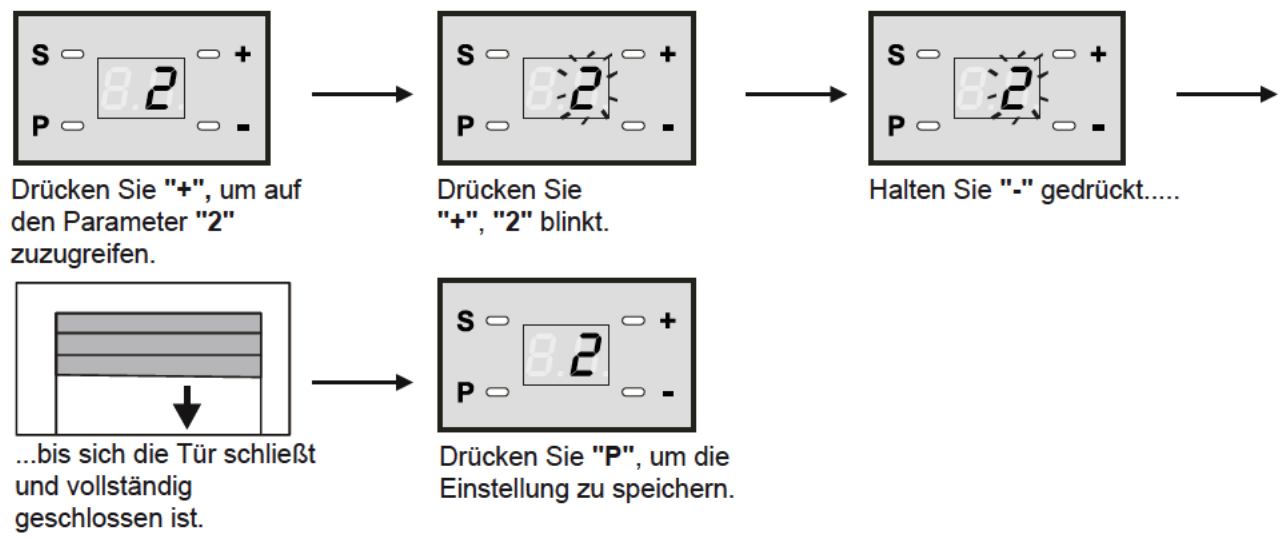 S +
2
P -
Drücken Sie "+", um auf
den Parameter "2"
zuzugreifen.
S +
2
P -
Drücken Sie
"+", "2" blinkt.
S +
2
P -
Halten Sie "-" gedrückt.....
...bis sich die Tür schließt
und vollständig
geschlossen ist.
S +
2
P -
Drücken Sie "P", um die
Einstellung zu speichern.